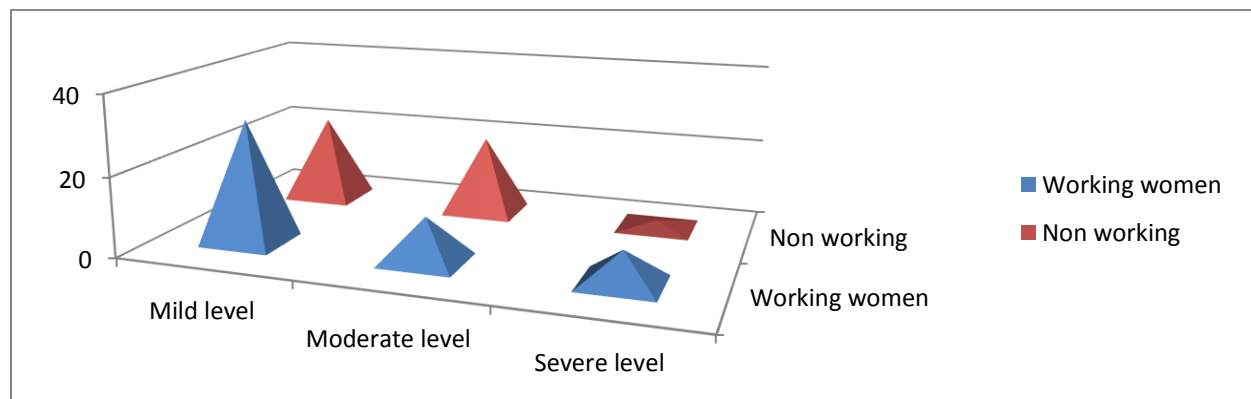 40
20
0
Mild level
Moderate level
Severe level
Non working
Working women
Working women
Non working